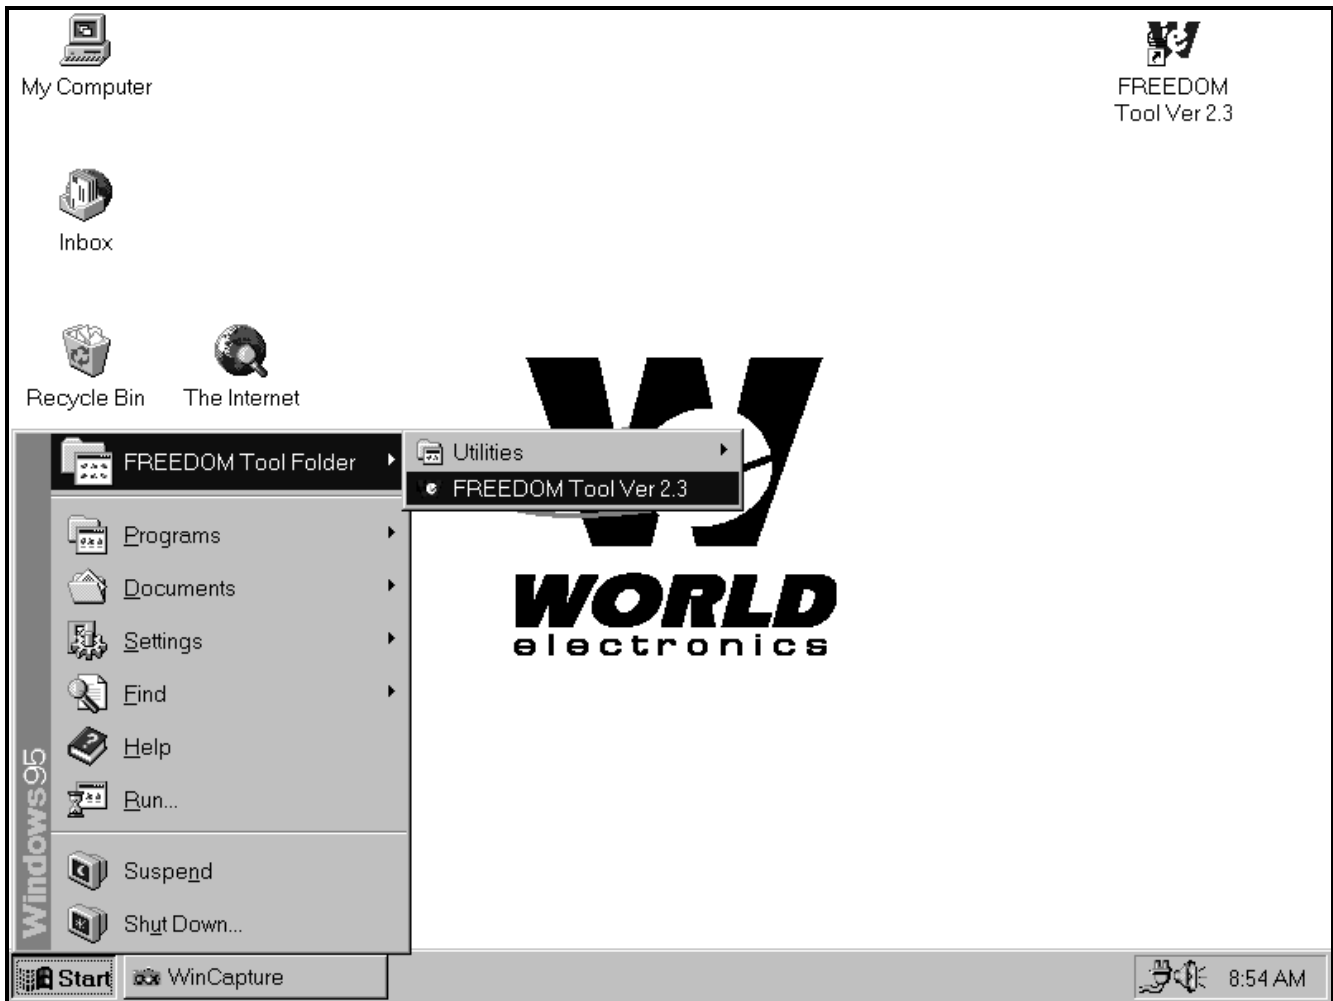 My Computer
FREEDOM
Tool Ver 2.3
Inbox
Recycle Bin
The Internet
FREEDOM Tool Folder
Utilities
FREEDOM Tool Ver 2.3
Programs
Documents
Settings
Find
Help
Run...
Suspend
Shut Down...
Windows95
WORLD
electronics
Start
WinCapture
8:54 AM